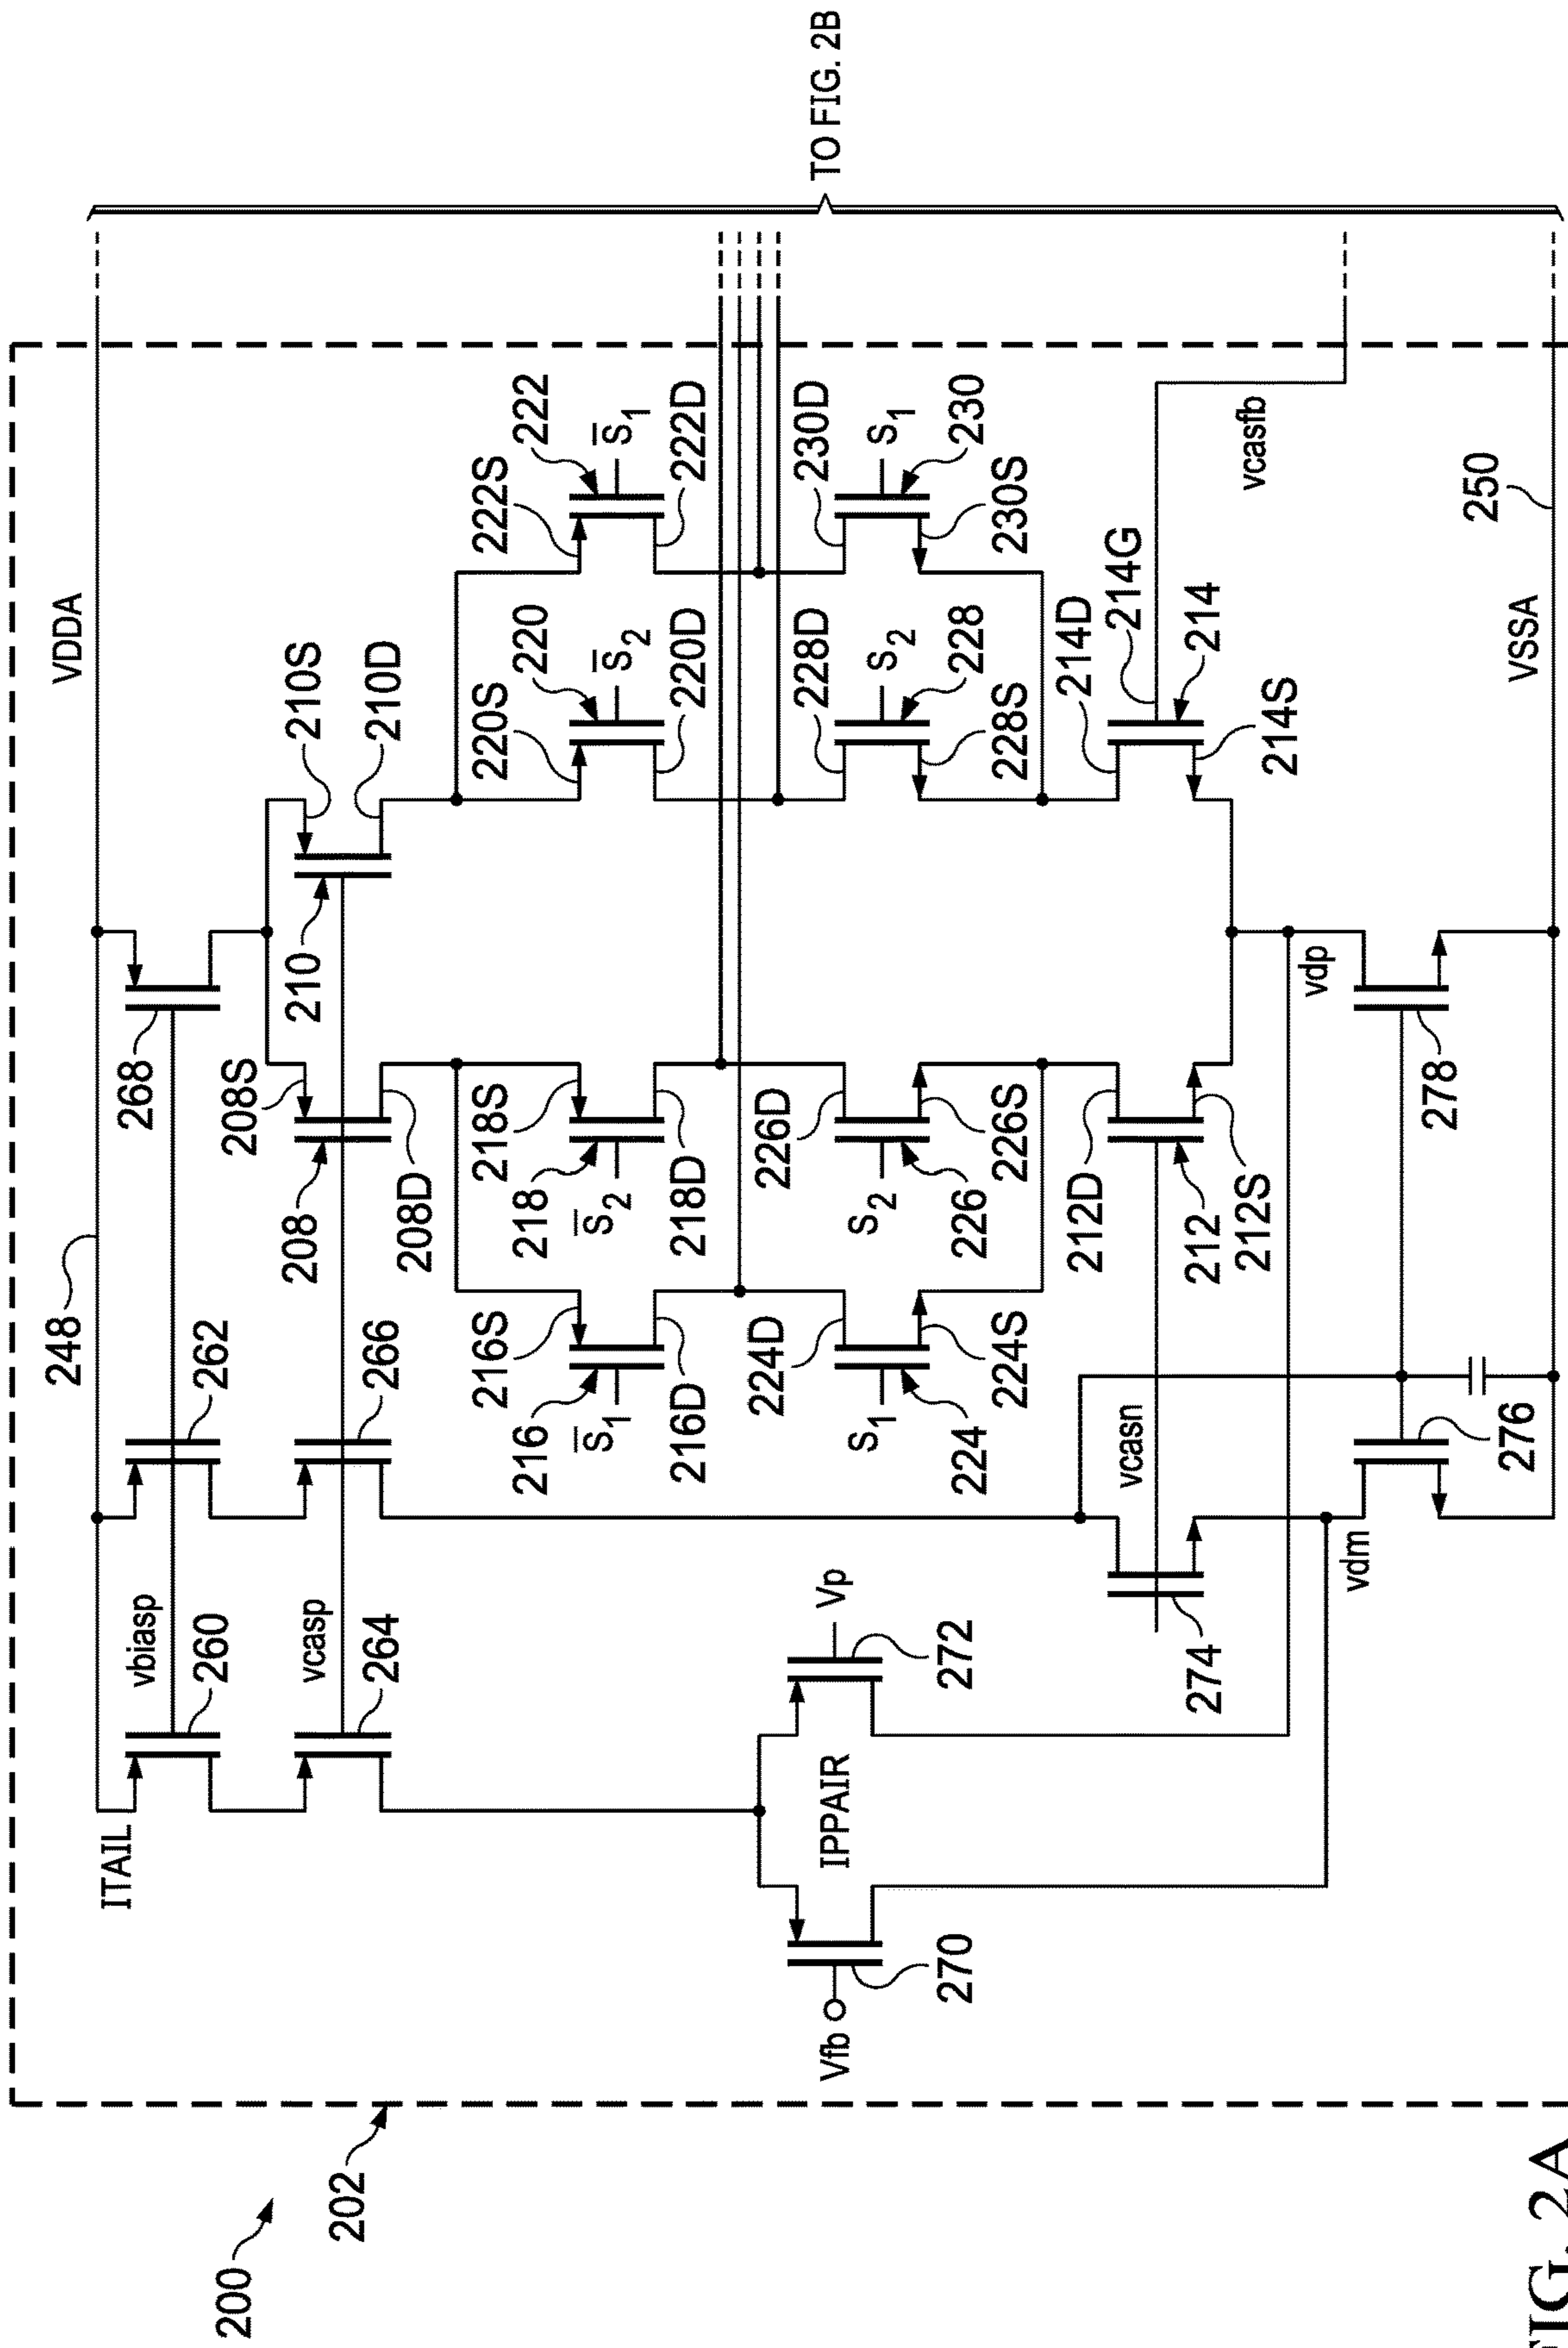 200
202
ITAIL
248
VDDA
TO FIG. 2B
vbiasp
260
262
268
vcasp
264
266
208S
208
208D
210S
210
210D
216S
216
S̅1
216D
218S
218
S̅2
218D
220S
220
S̅2
220D
222S
222
S̅1
222D
224D
S1
224
224S
226D
S2
226
226S
228D
S2
228
228S
230D
S1
230
230S
Vfb
270
IPPAIR
Vp
272
vcasn
274
212D
212
212S
214D
214G
214
214S
vcasfb
vdm
276
vdp
278
VSSA
250
FIG. 2A